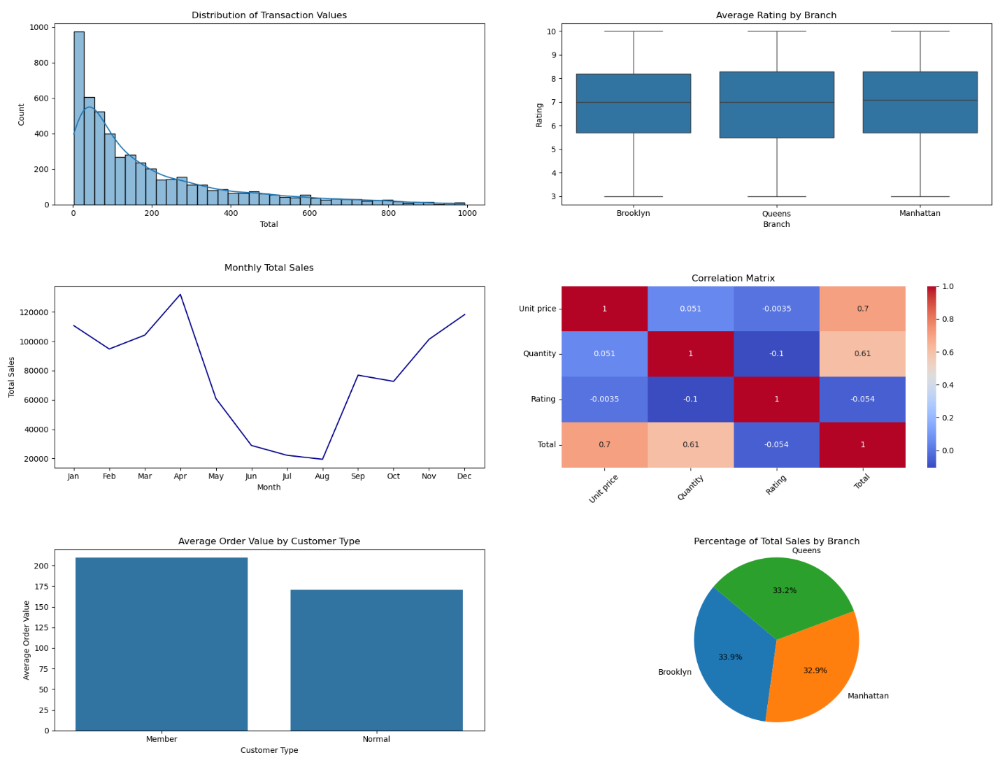 Distribution of Transaction Values
1000
800
600
400
200
0
Count
0 200 400 600 800 1000
Total
Average Rating by Branch
10
9
8
7
6
5
4
3
Rating
Brooklyn Queens Manhattan
Branch
Monthly Total Sales
120000
100000
80000
60000
40000
20000
Total Sales
Jan Feb Mar Apr May Jun Jul Aug Sep Oct Nov Dec
Month
Correlation Matrix
Unit price 1 0.051 -0.0035 0.7
Quantity 0.051 1 -0.1 0.61
Rating -0.0035 -0.1 1 -0.054
Total 0.7 0.61 -0.054 1
Unit price Quantity Rating Total
1.0
0.8
0.6
0.4
0.2
0.0
Average Order Value by Customer Type
200
175
150
125
100
75
50
25
0
Average Order Value
Member Normal
Customer Type
Percentage of Total Sales by Branch
Queens
33.2%
33.9%
Brooklyn
32.9%
Manhattan